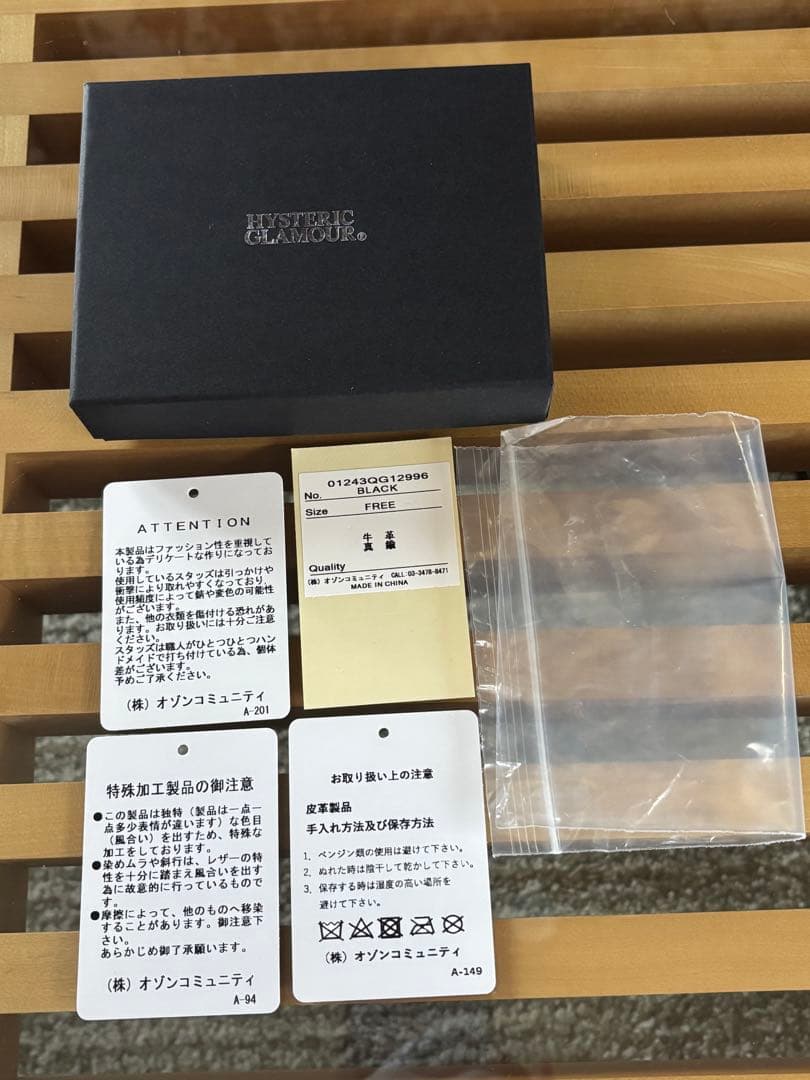 HYSTERIC
GLAMOUR®
ATTENTION
本製品はファッション性を重視して
いる為デリケートな作りになってお
ります。
使用しているスタッズは引っかけや
衝撃により取れやすくなっており、
使用頻度によって錆や変色の可能性
がございます。
また、他の衣類を傷付ける恐れがあ
ります。お取り扱いには十分ご注意
ください。
スタッズは職人がひとつひとつハン
ドメイドで打ち付けている為、個体
差がございます。
予めご了承ください。
(株) オゾンコミュニティ
A-201
No. 01243QG12996
BLACK
Size FREE
牛 革
真 鍮
Quality
(株) オゾンコミュニティ CALL:03-3478-8471
MADE IN CHINA
特殊加工製品の御注意
●この製品は独特(製品は一点一
点多少表情が違います)な色目
(風合い)を出すため、特殊な
加工をしております。
●染めムラや斜行は、レザーの特
性を十分に踏まえ風合いを出す
為に故意的に行っているもので
す。
●摩擦によって、他のものへ移染
することがあります。御注意下
さい。
あらかじめ御了承願います。
(株) オゾンコミュニティ
A-94
お取り扱い上の注意
皮革製品
手入れ方法及び保存方法
1. ベンジン類の使用は避けて下さい。
2. ぬれた時は陰干しで乾かして下さい。
3. 保存する時は湿度の高い場所を
避けて下さい。
(株) オゾンコミュニティ
A-149